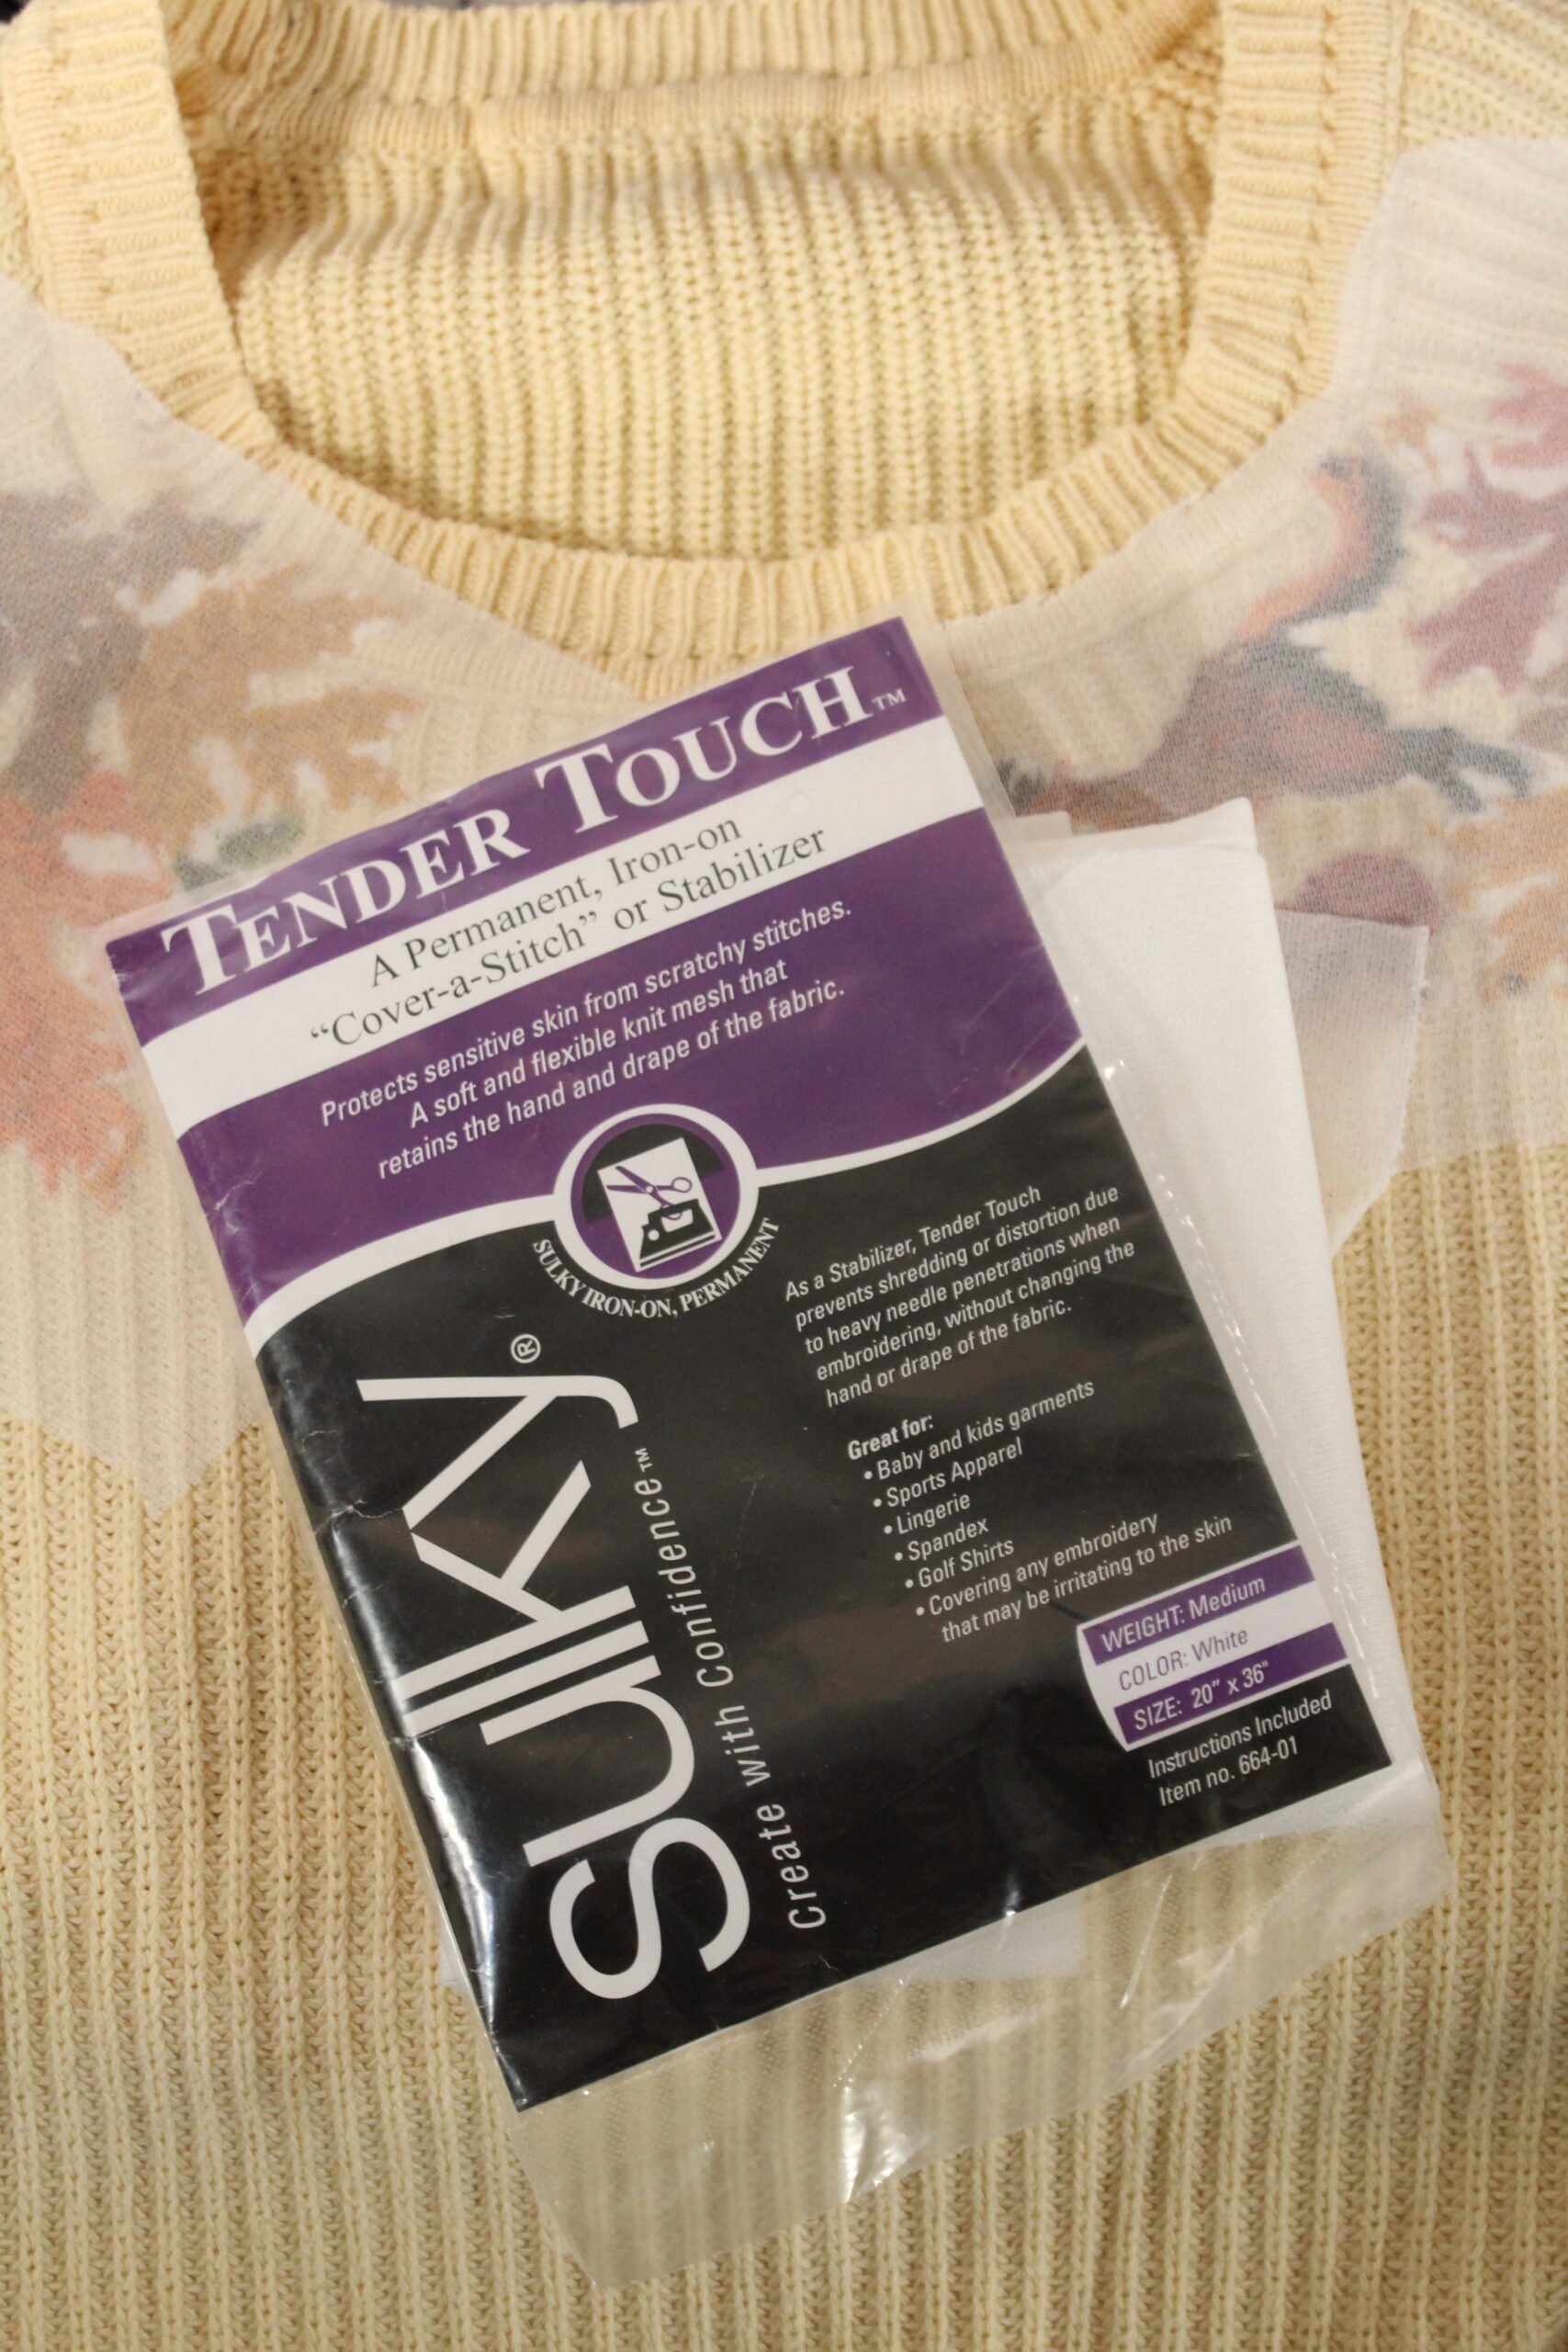 TENDER TOUCH™
A Permanent, Iron-on
“Cover-a-Stitch” or Stabilizer
Protects sensitive skin from scratchy stitches.
A soft and flexible knit mesh that
retains the hand and drape of the fabric.
SULKY IRON-ON, PERMANENT
sulky®
Create with Confidence™
As a Stabilizer, Tender Touch
prevents shredding or distortion due
to heavy needle penetrations when
embroidering, without changing the
hand or drape of the fabric.
Great for:
• Baby and kids garments
• Sports Apparel
• Lingerie
• Spandex
• Golf Shirts
• Covering any embroidery
that may be irritating to the skin
WEIGHT: Medium
COLOR: White
SIZE: 20" x 36"
Instructions Included
Item no. 664-01